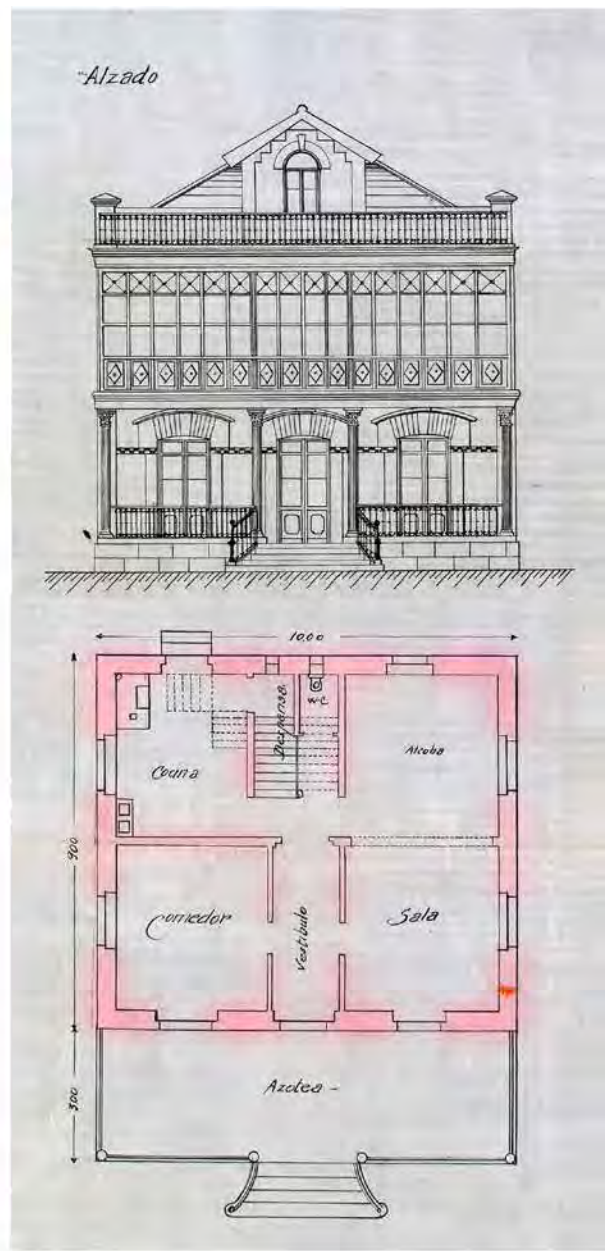 Alzado
10,00
W-C
Despensa
Alcoba
Cocina
9,00
Comedor
Vestíbulo
Sala
3,00
Azotea -